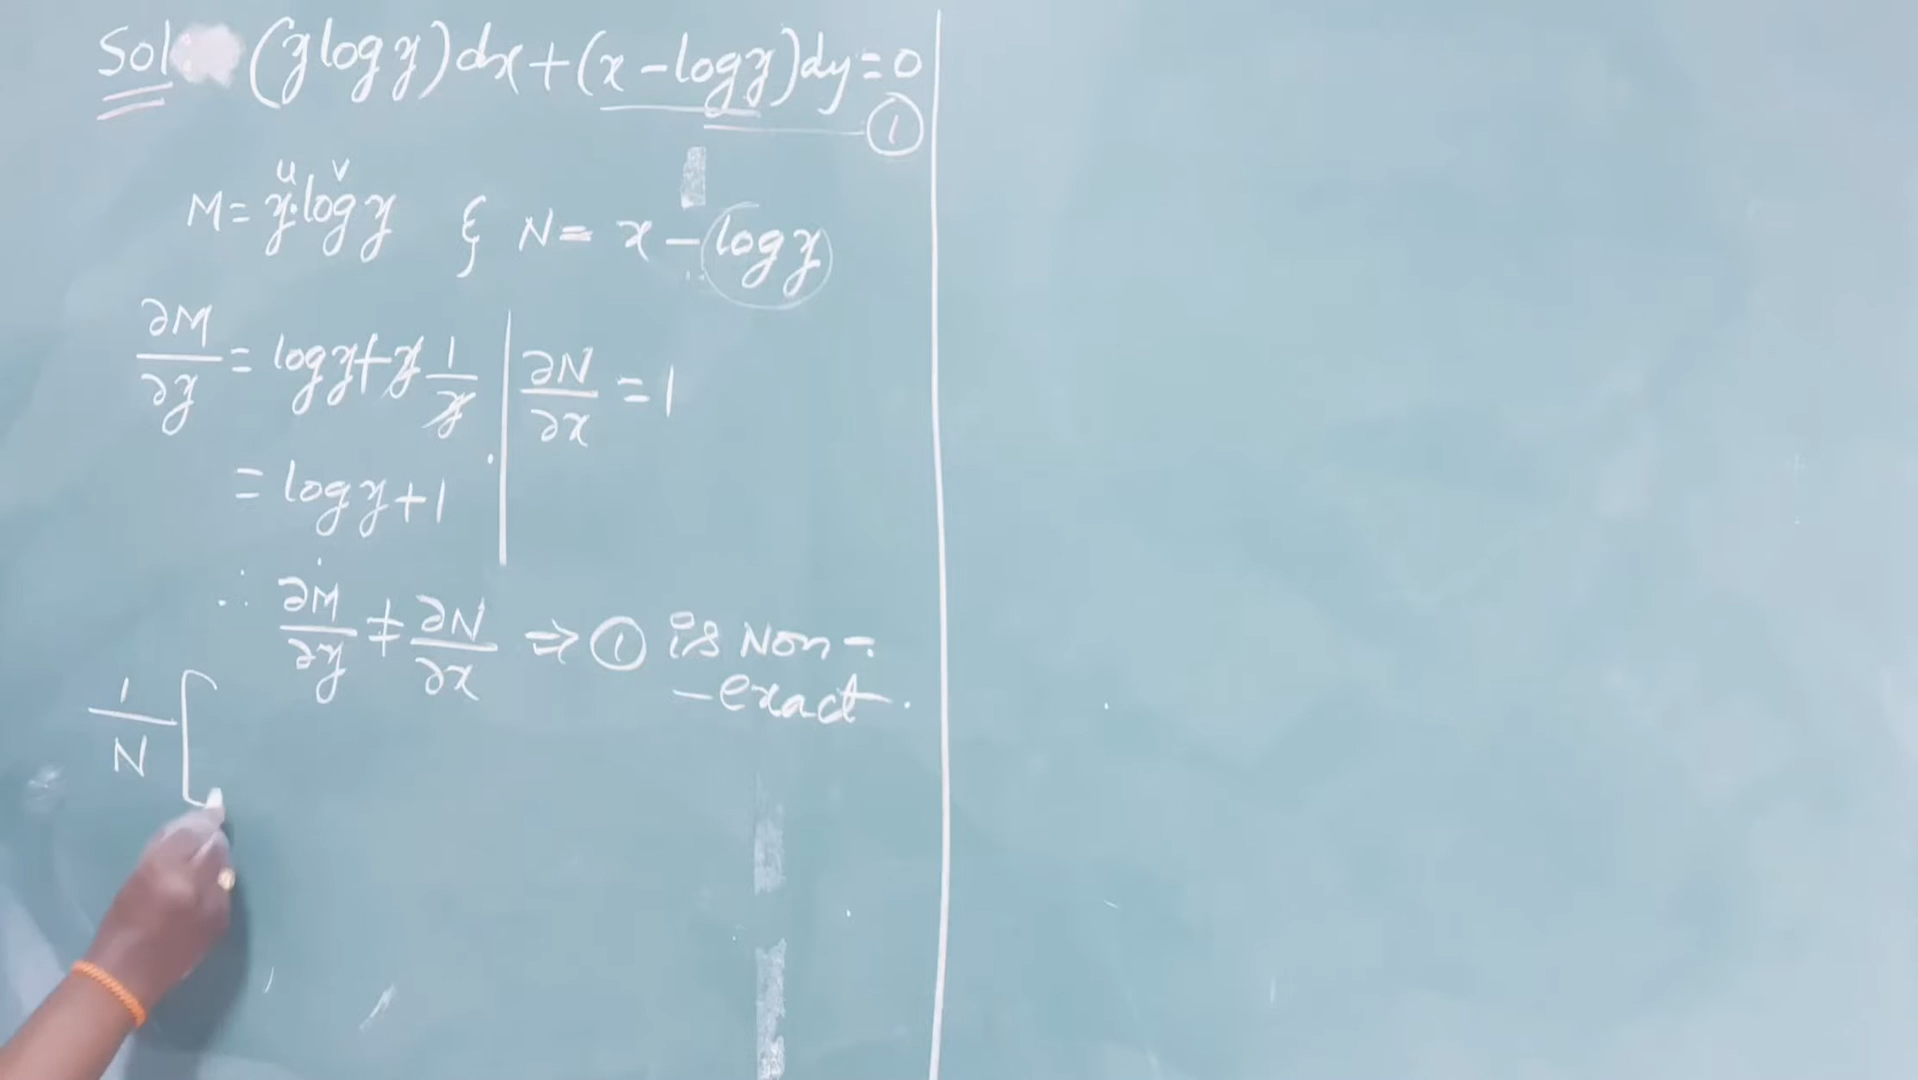 Sol: (y log y) dx + (x - log y) dy = 0
①
u v
M = y·log y & N = x - log y
∂M/∂y = log y + y 1/y | ∂N/∂x = 1
= log y + 1
∴ ∂M/∂y ≠ ∂N/∂x ⇒ ① is Non-
-exact.
1/N [